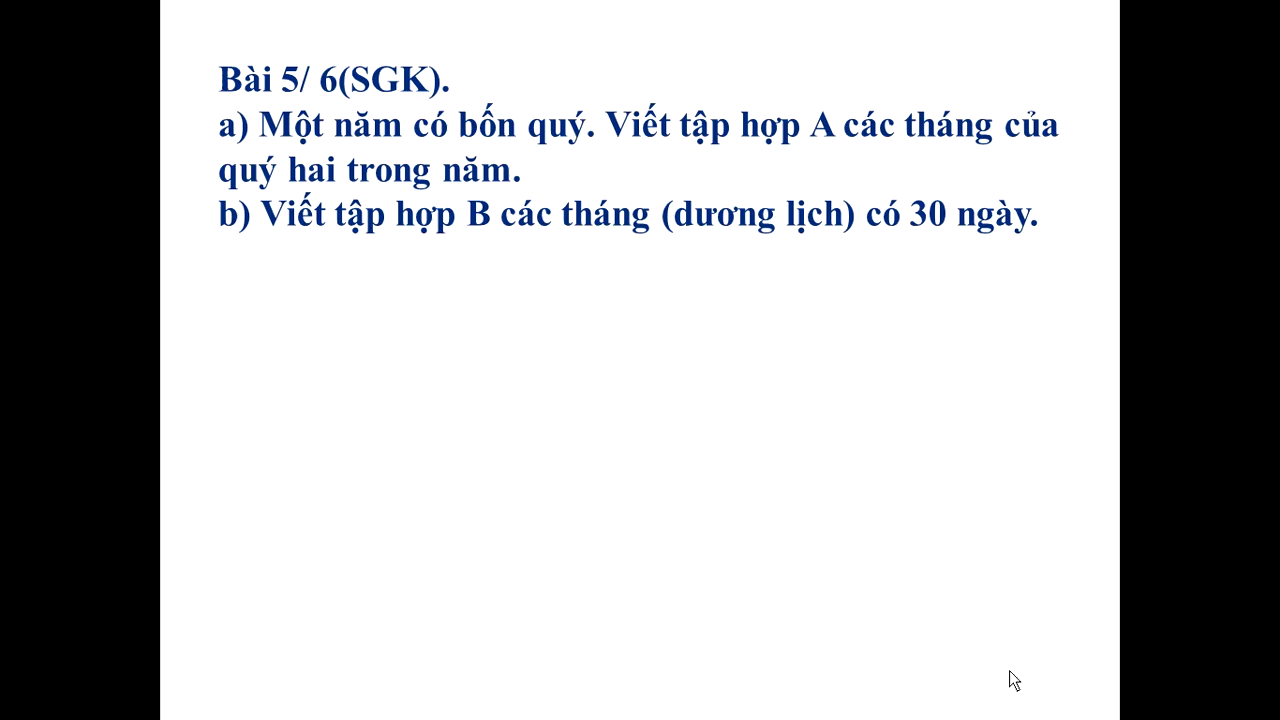 Bài 5/ 6(SGK).
a) Một năm có bốn quý. Viết tập hợp A các tháng của
quý hai trong năm.
b) Viết tập hợp B các tháng (dương lịch) có 30 ngày.